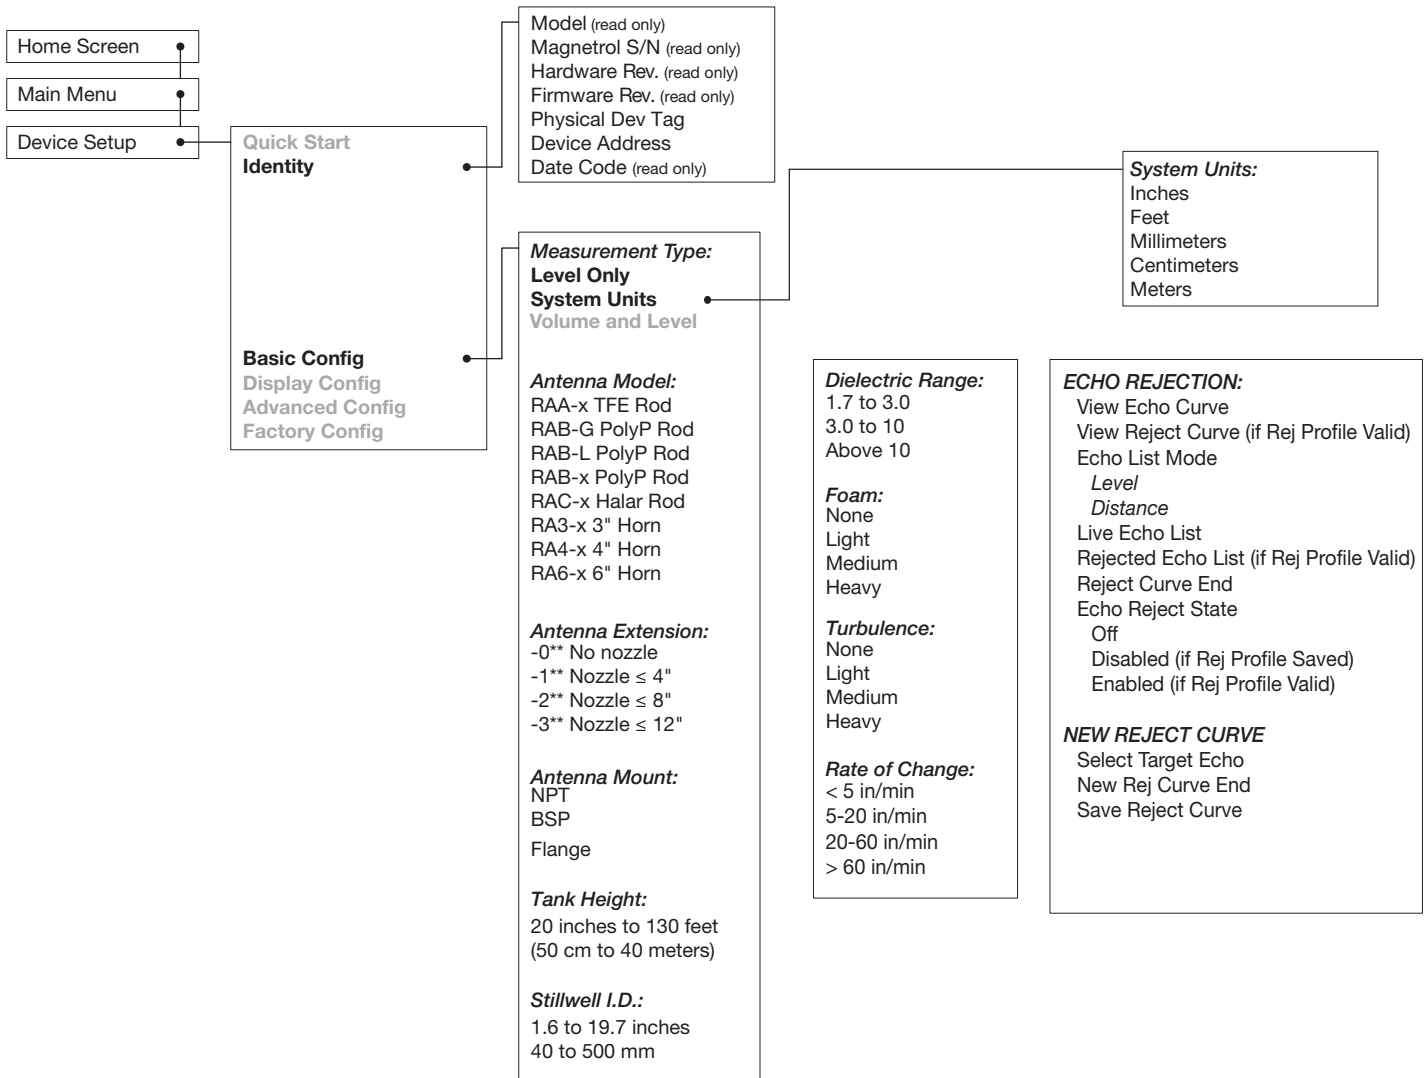 Home Screen
Main Menu
Device Setup
Quick Start
Identity
Basic Config
Display Config
Advanced Config
Factory Config
Model (read only)
Magnetrol S/N (read only)
Hardware Rev. (read only)
Firmware Rev. (read only)
Physical Dev Tag
Device Address
Date Code (read only)
Measurement Type:
Level Only
System Units
Volume and Level
Antenna Model:
RAA-x TFE Rod
RAB-G PolyP Rod
RAB-L PolyP Rod
RAB-x PolyP Rod
RAC-x Halar Rod
RA3-x 3" Horn
RA4-x 4" Horn
RA6-x 6" Horn
Antenna Extension:
-0** No nozzle
-1** Nozzle ≤ 4"
-2** Nozzle ≤ 8"
-3** Nozzle ≤ 12"
Antenna Mount:
NPT
BSP
Flange
Tank Height:
20 inches to 130 feet
(50 cm to 40 meters)
Stillwell I.D.:
1.6 to 19.7 inches
40 to 500 mm
System Units:
Inches
Feet
Millimeters
Centimeters
Meters
Dielectric Range:
1.7 to 3.0
3.0 to 10
Above 10
Foam:
None
Light
Medium
Heavy
Turbulence:
None
Light
Medium
Heavy
Rate of Change:
< 5 in/min
5-20 in/min
20-60 in/min
> 60 in/min
ECHO REJECTION:
View Echo Curve
View Reject Curve (if Rej Profile Valid)
Echo List Mode
Level
Distance
Live Echo List
Rejected Echo List (if Rej Profile Valid)
Reject Curve End
Echo Reject State
Off
Disabled (if Rej Profile Saved)
Enabled (if Rej Profile Valid)
NEW REJECT CURVE
Select Target Echo
New Rej Curve End
Save Reject Curve